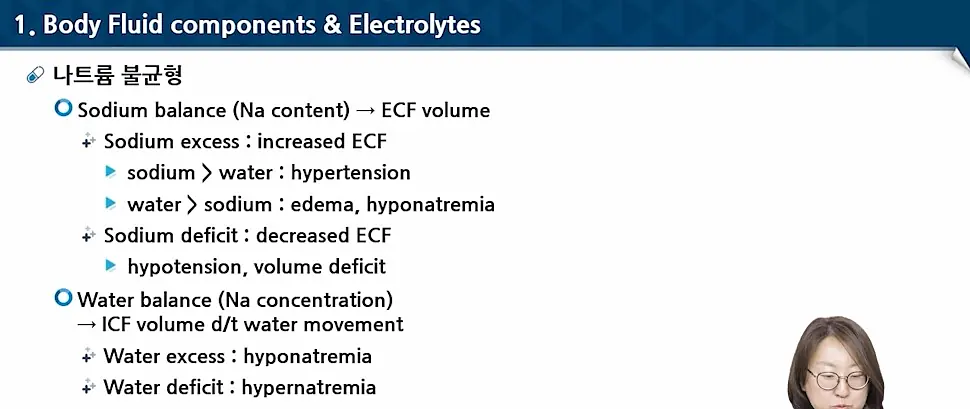 1. Body Fluid components & Electrolytes
나트륨 불균형
Sodium balance (Na content) → ECF volume
Sodium excess : increased ECF
sodium > water : hypertension
water > sodium : edema, hyponatremia
Sodium deficit : decreased ECF
hypotension, volume deficit
Water balance (Na concentration)
→ ICF volume d/t water movement
Water excess : hyponatremia
Water deficit : hypernatremia